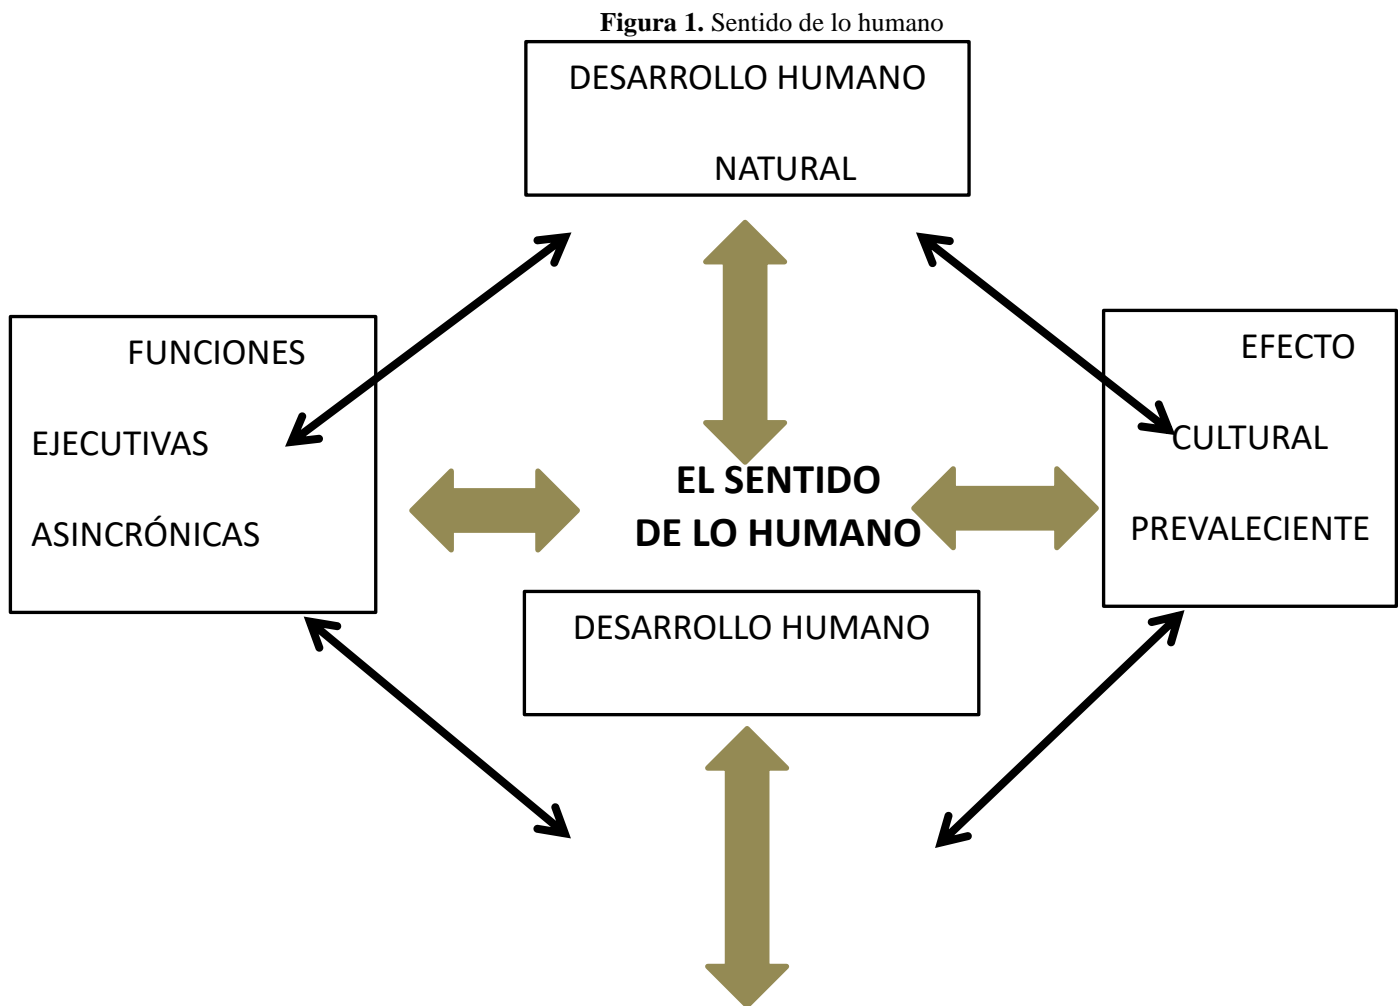 Figura 1. Sentido de lo humano
DESARROLLO HUMANO
NATURAL
FUNCIONES
EJECUTIVAS
ASINCRÓNICAS
EFECTO
CULTURAL
PREVALECIENTE
EL SENTIDO
DE LO HUMANO
DESARROLLO HUMANO